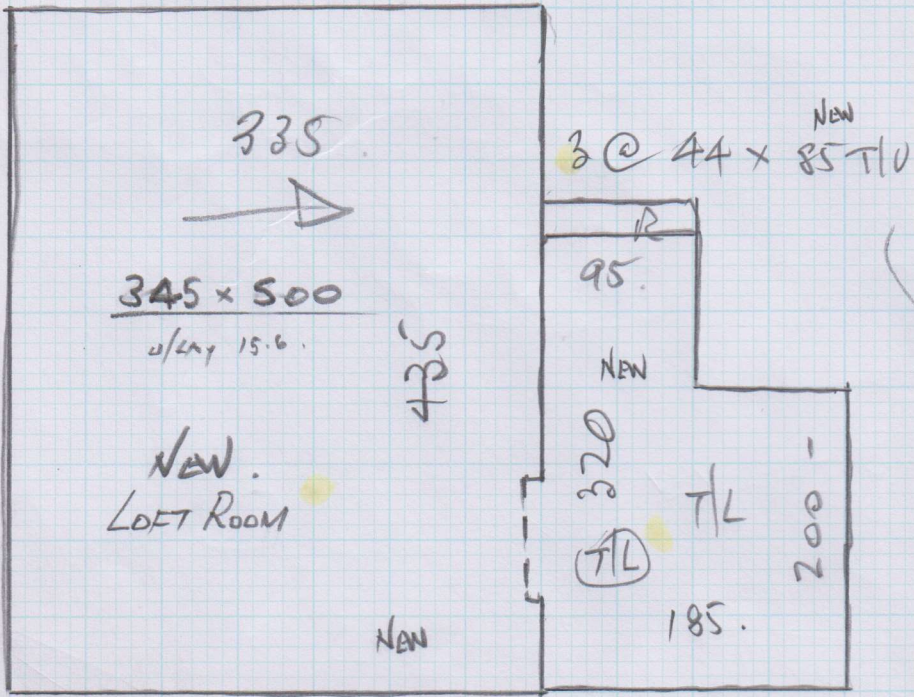 335
345 x 500
u/lay 15.6.
435
NEW.
LOFT ROOM
NEW
NEW
3 @ 44 x 85 T/U
R
95.
NEW
320
T/L
T/L
200 -
185.